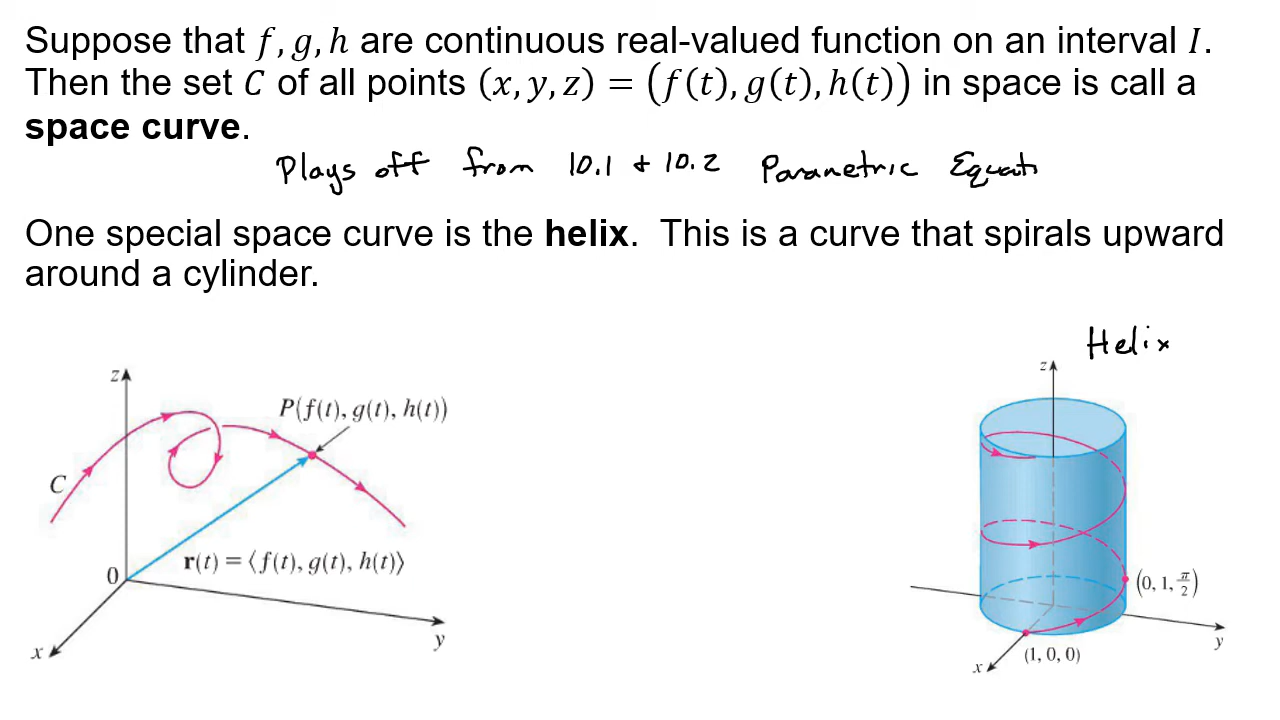 Suppose that f, g, h are continuous real-valued function on an interval I.
Then the set C of all points (x, y, z) = (f(t), g(t), h(t)) in space is call a
space curve.
Plays off from 10.1 + 10.2 Parametric Equati
One special space curve is the helix. This is a curve that spirals upward
around a cylinder.
Helix
z
P(f(t), g(t), h(t))
C
r(t) = ⟨f(t), g(t), h(t)⟩
0
x
y
z
(0, 1, π/2)
(1, 0, 0)
x
y